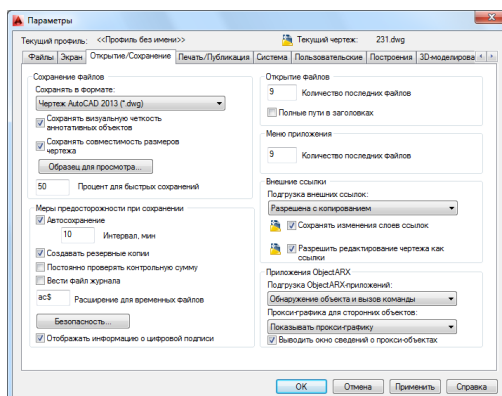 Параметры
Текущий профиль: <<Профиль без имени>>
Текущий чертеж: 231.dwg
Файлы Экран Открытие/Сохранение Печать/Публикация Система Пользовательские Построения 3D-моделирова
Сохранение файлов
Сохранять в формате:
Чертеж AutoCAD 2013 (*.dwg)
Сохранять визуальную четкость
аннотативных объектов
Сохранять совместимость размеров
чертежа
Образец для просмотра...
50 Процент для быстрых сохранений
Меры предосторожности при сохранении
Автосохранение
10 Интервал, мин
Создавать резервные копии
Постоянно проверять контрольную сумму
Вести файл журнала
ac$ Расширение для временных файлов
Безопасность...
Отображать информацию о цифровой подписи
Открытие файлов
9 Количество последних файлов
Полные пути в заголовках
Меню приложения
9 Количество последних файлов
Внешние ссылки
Подгрузка внешних ссылок:
Разрешена с копированием
Сохранять изменения слоев ссылок
Разрешить редактирование чертежа как
ссылки
Приложения ObjectARX
Подгрузка ObjectARX-приложений:
Обнаружение объекта и вызов команды
Прокси-графика для сторонних объектов:
Показывать прокси-графику
Выводить окно сведений о прокси-объектах
OK Отмена Применить Справка